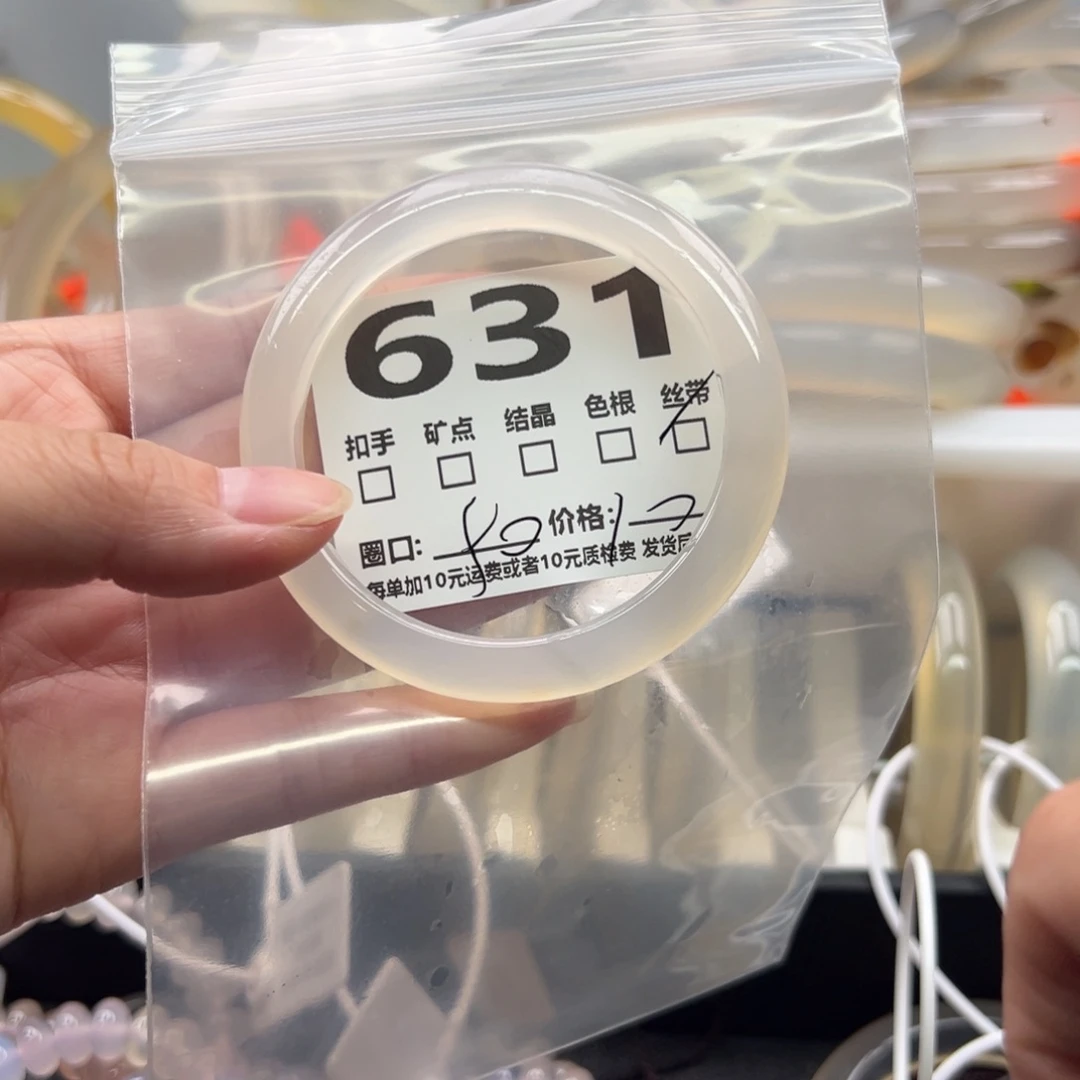 631
扣手 矿点 结晶 色根 丝带
圈口: 价格:
每单加10元运费或者10元质检费 发货后